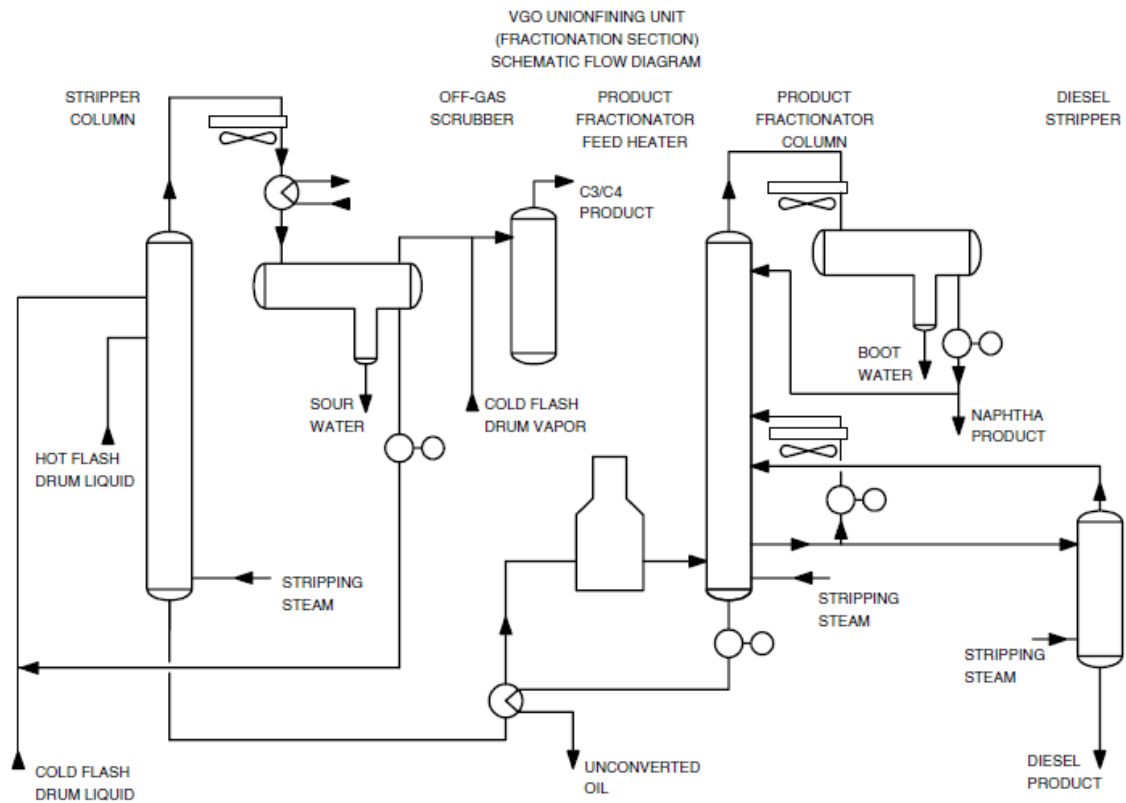 VGO UNIONFINING UNIT
(FRACTIONATION SECTION)
SCHEMATIC FLOW DIAGRAM
STRIPPER
COLUMN
OFF-GAS
SCRUBBER
PRODUCT
FRACTIONATOR
FEED HEATER
PRODUCT
FRACTIONATOR
COLUMN
DIESEL
STRIPPER
C3/C4
PRODUCT
SOUR
WATER
COLD FLASH
DRUM VAPOR
BOOT
WATER
NAPHTHA
PRODUCT
HOT FLASH
DRUM LIQUID
STRIPPING
STEAM
STRIPPING
STEAM
STRIPPING
STEAM
COLD FLASH
DRUM LIQUID
UNCONVERTED
OIL
DIESEL
PRODUCT